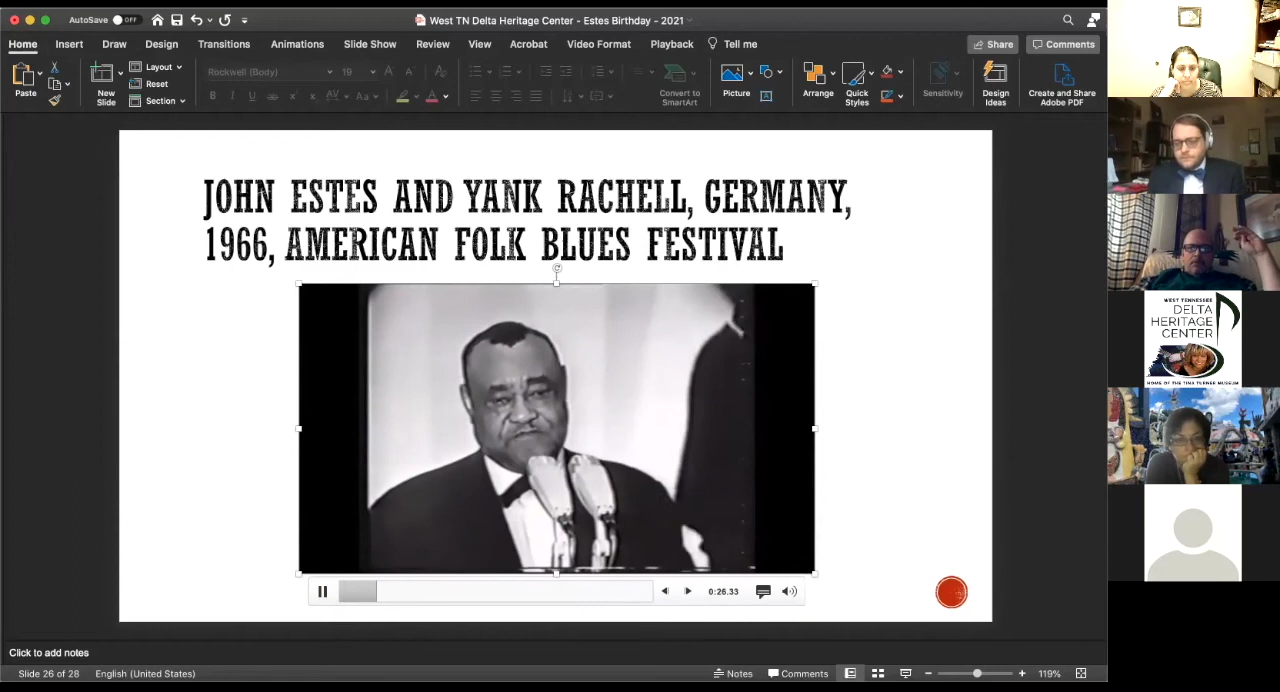 AutoSave OFF
West TN Delta Heritage Center - Estes Birthday - 2021
Home Insert Draw Design Transitions Animations Slide Show Review View Acrobat Video Format Playback Tell me
Share Comments
Paste
New Slide
Layout
Reset
Section
Rockwell (Body) 19
Convert to SmartArt
Picture
Arrange
Quick Styles
Sensitivity
Design Ideas
Create and Share Adobe PDF
JOHN ESTES AND YANK RACHELL, GERMANY,
1966, AMERICAN FOLK BLUES FESTIVAL
0:26.33
WEST TENNESSEE
DELTA
HERITAGE
CENTER
HOME OF THE TINA TURNER MUSEUM
Click to add notes
Slide 26 of 28 English (United States) Notes Comments 119%